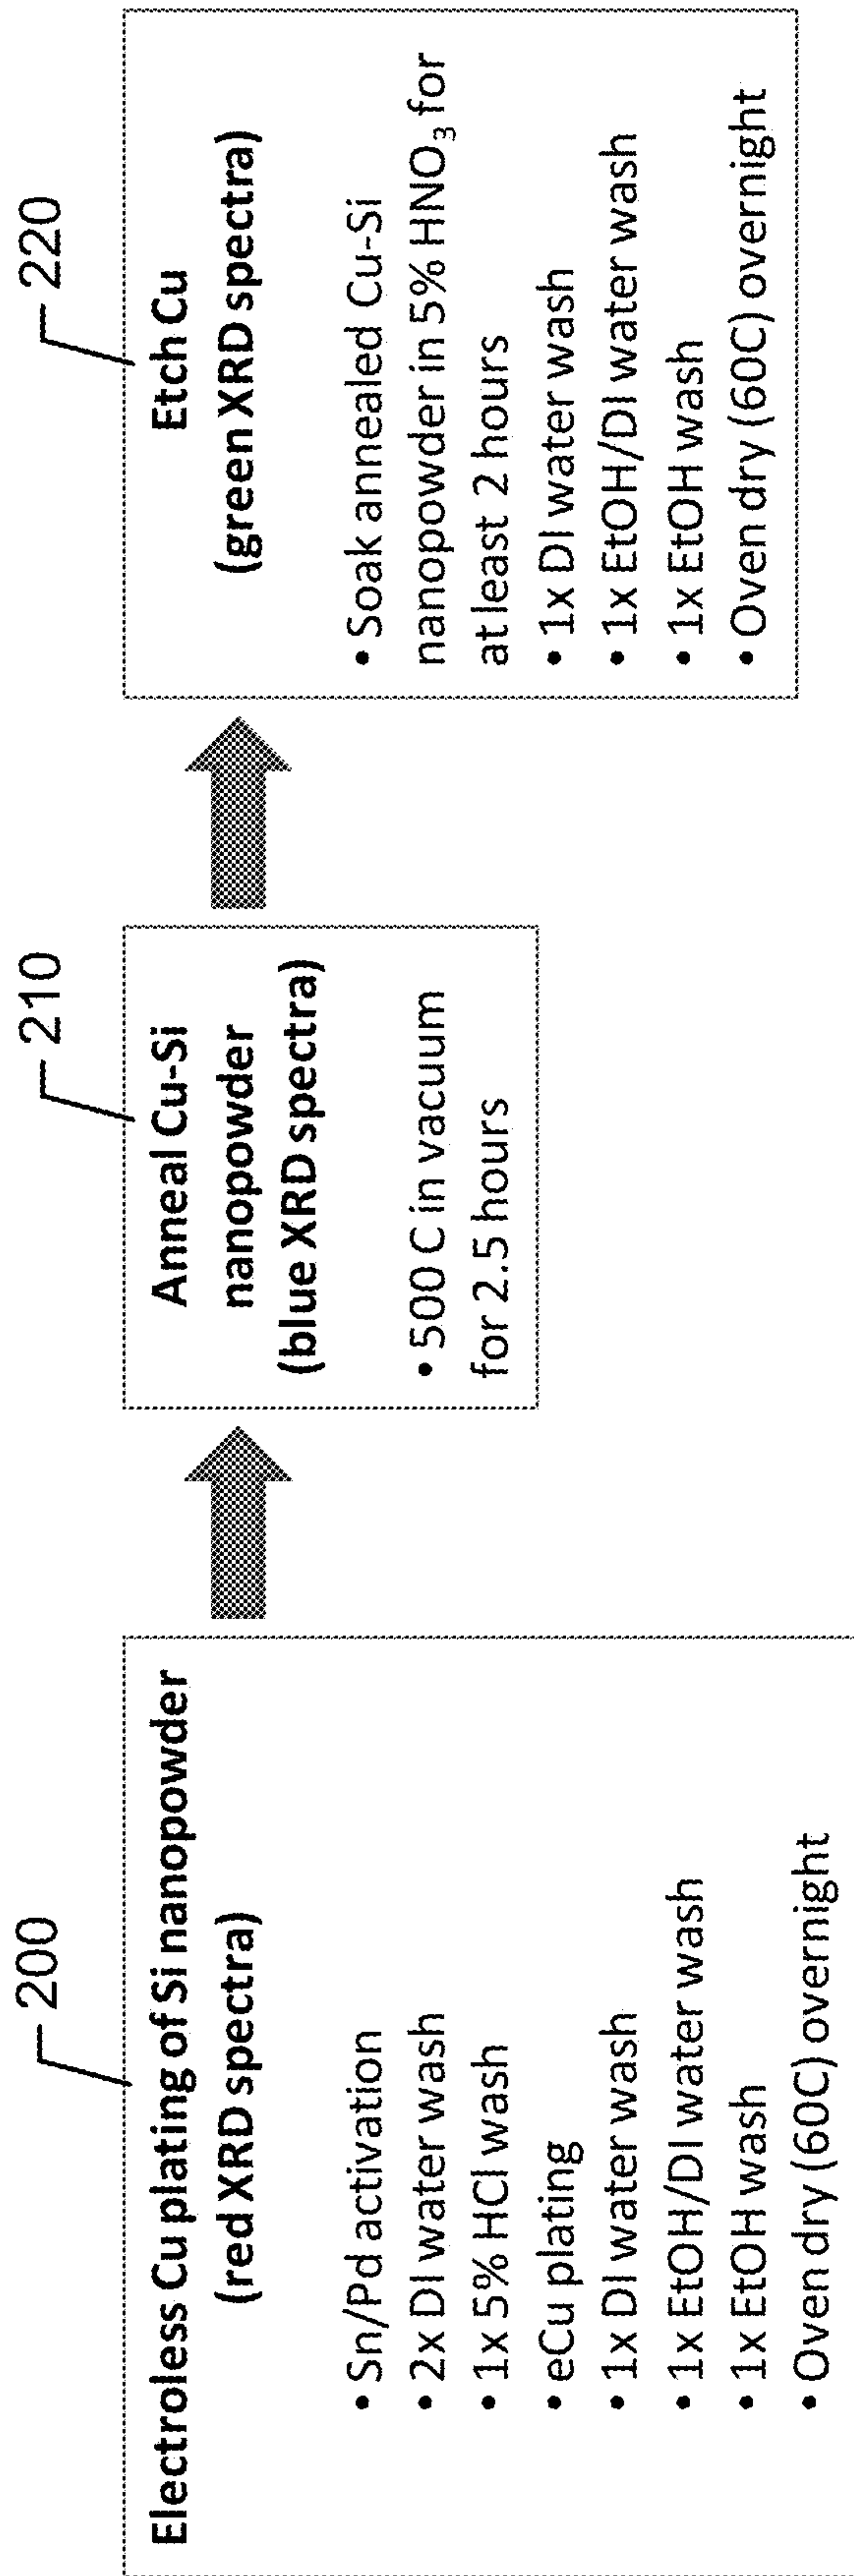 200
Electroless Cu plating of Si nanopowder
(red XRD spectra)
• Sn/Pd activation
• 2x DI water wash
• 1x 5% HCl wash
• eCu plating
• 1x DI water wash
• 1x EtOH/DI water wash
• 1x EtOH wash
• Oven dry (60C) overnight
210
Anneal Cu-Si
nanopowder
(blue XRD spectra)
• 500 C in vacuum
for 2.5 hours
220
Etch Cu
(green XRD spectra)
• Soak annealed Cu-Si
nanopowder in 5% HNO₃ for
at least 2 hours
• 1x DI water wash
• 1x EtOH/DI water wash
• 1x EtOH wash
• Oven dry (60C) overnight